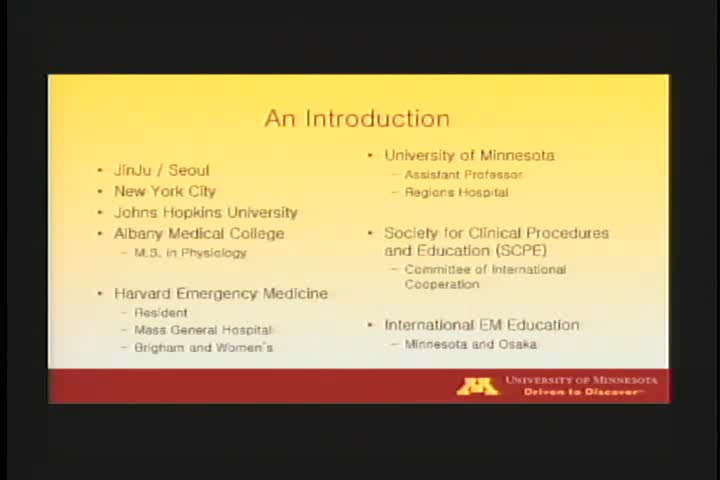 An Introduction
• JinJu / Seoul
• New York City
• Johns Hopkins University
• Albany Medical College
– M.S. in Physiology
• Harvard Emergency Medicine
– Resident
– Mass General Hospital
– Brigham and Women's
• University of Minnesota
– Assistant Professor
– Regions Hospital
• Society for Clinical Procedures
and Education (SCPE)
– Committee of International
Cooperation
• International EM Education
– Minnesota and Osaka
M UNIVERSITY OF MINNESOTA
Driven to Discover™